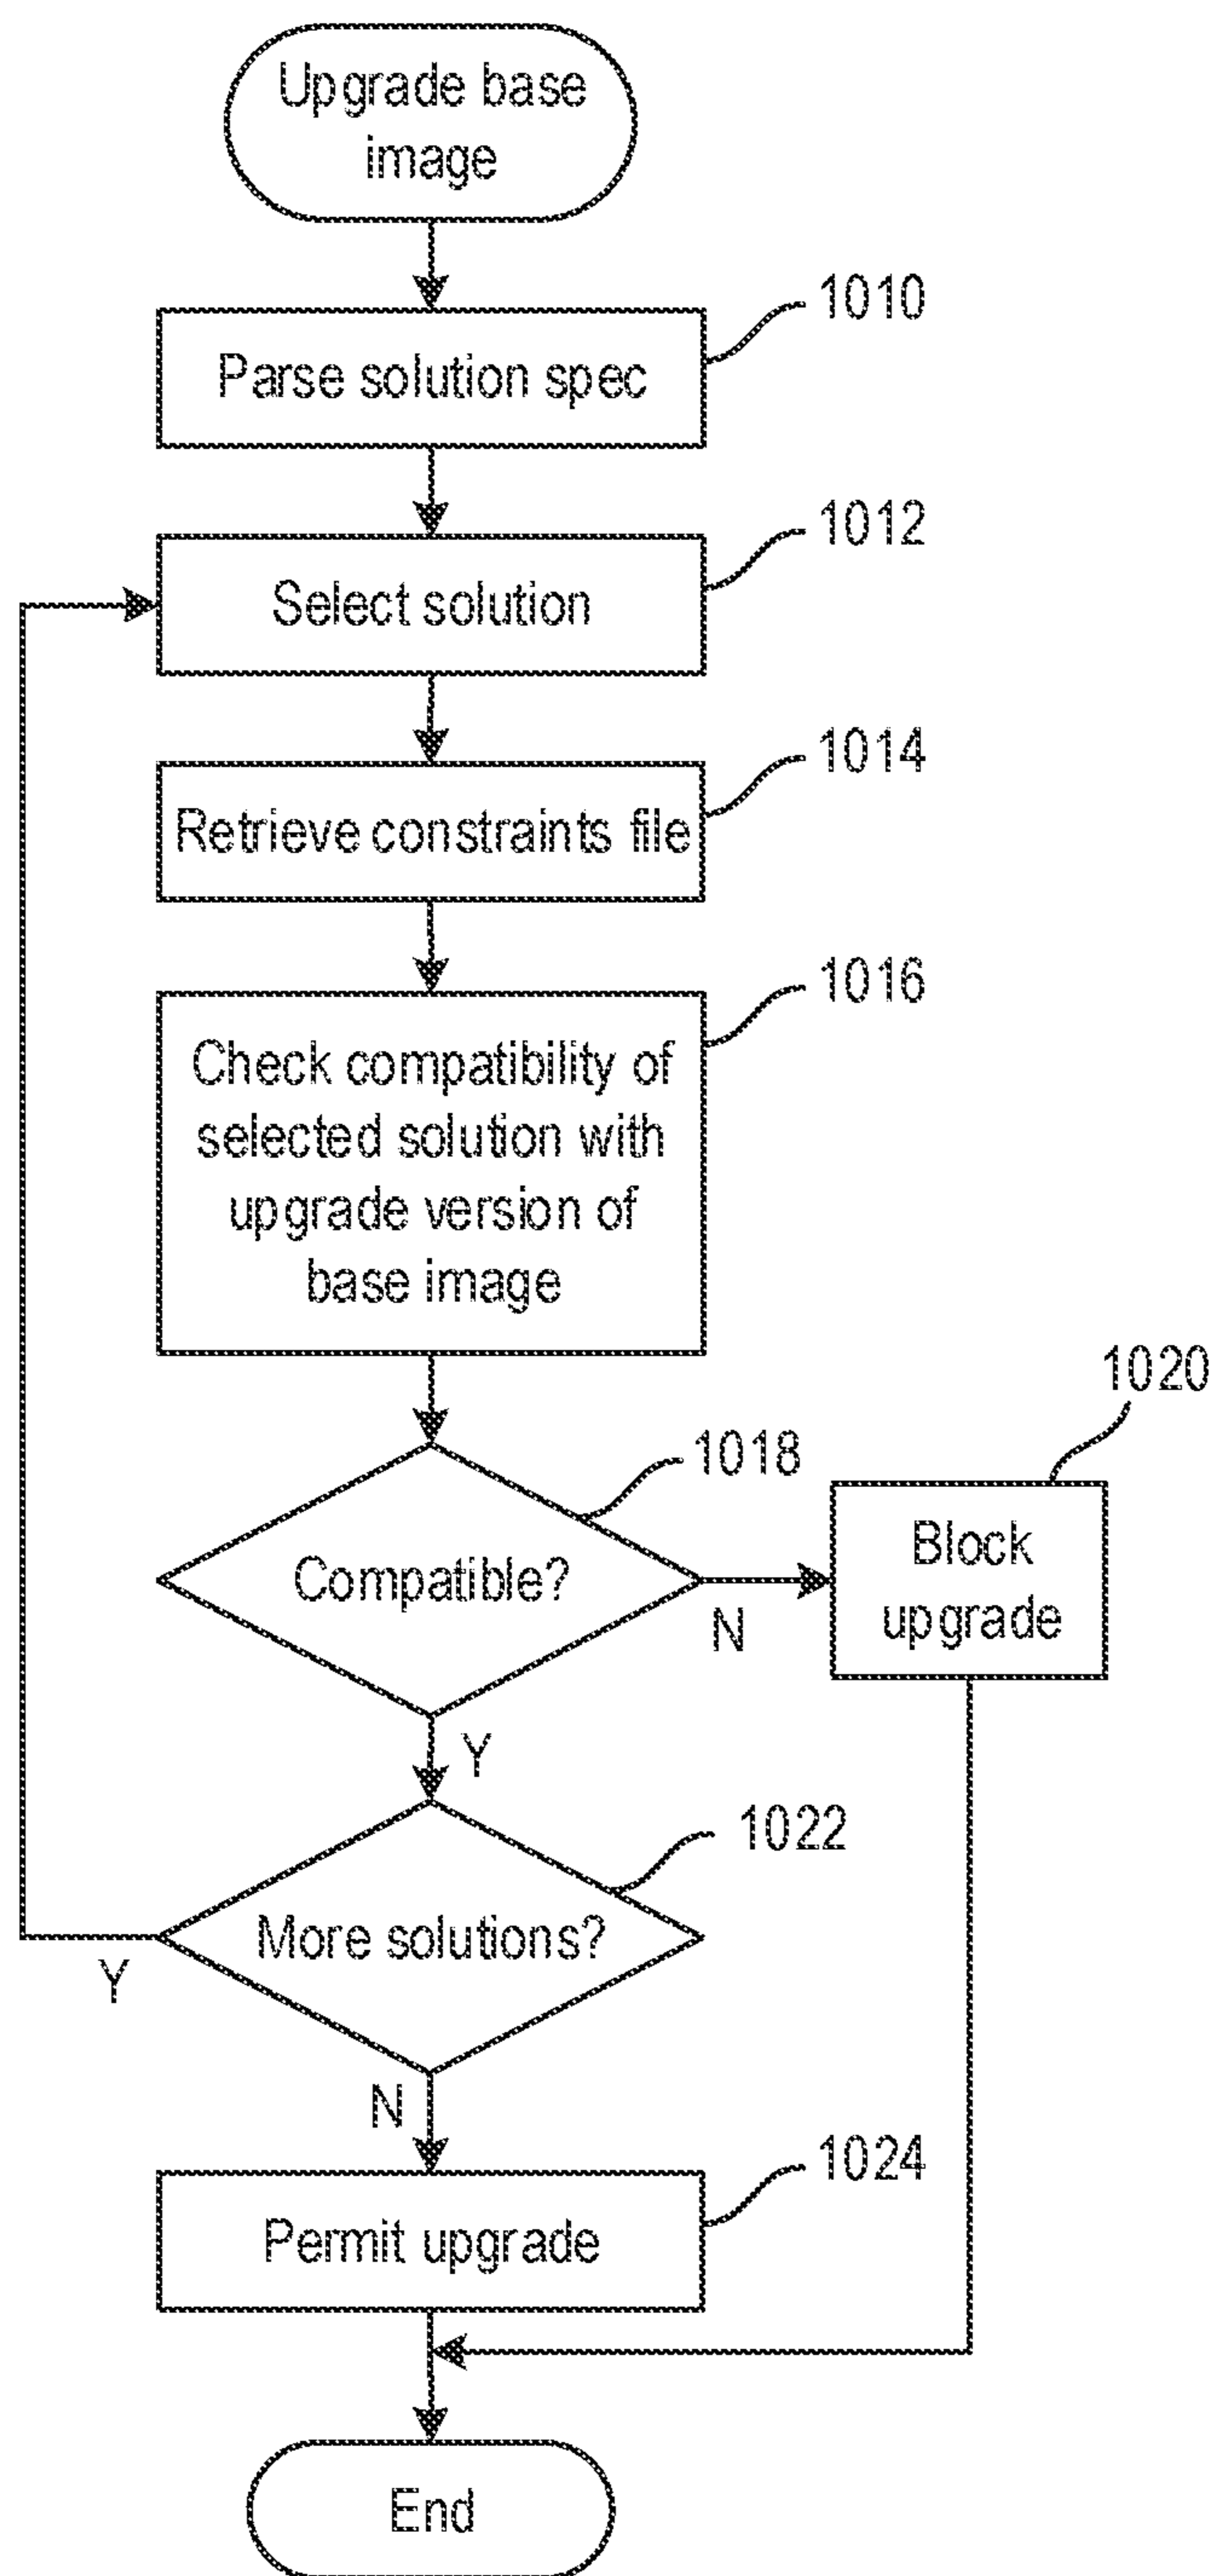 Upgrade base
image
1010
Parse solution spec
1012
Select solution
1014
Retrieve constraints file
1016
Check compatibility of
selected solution with
upgrade version of
base image
1018
Compatible?
N
1020
Block
upgrade
Y
1022
More solutions?
Y
N
1024
Permit upgrade
End